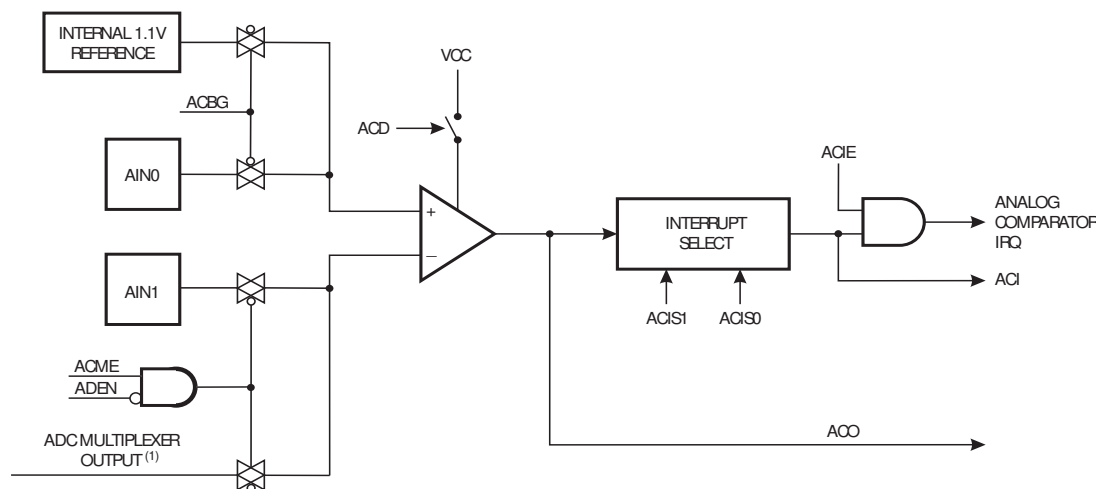 INTERNAL 1.1V
REFERENCE
VCC
ACBG
ACD
AIN0
ACIE
+
INTERRUPT
SELECT
ANALOG
COMPARATOR
IRQ
–
AIN1
ACI
ACIS1 ACIS0
ACME
ADEN
ADC MULTIPLEXER
OUTPUT (1)
ACO